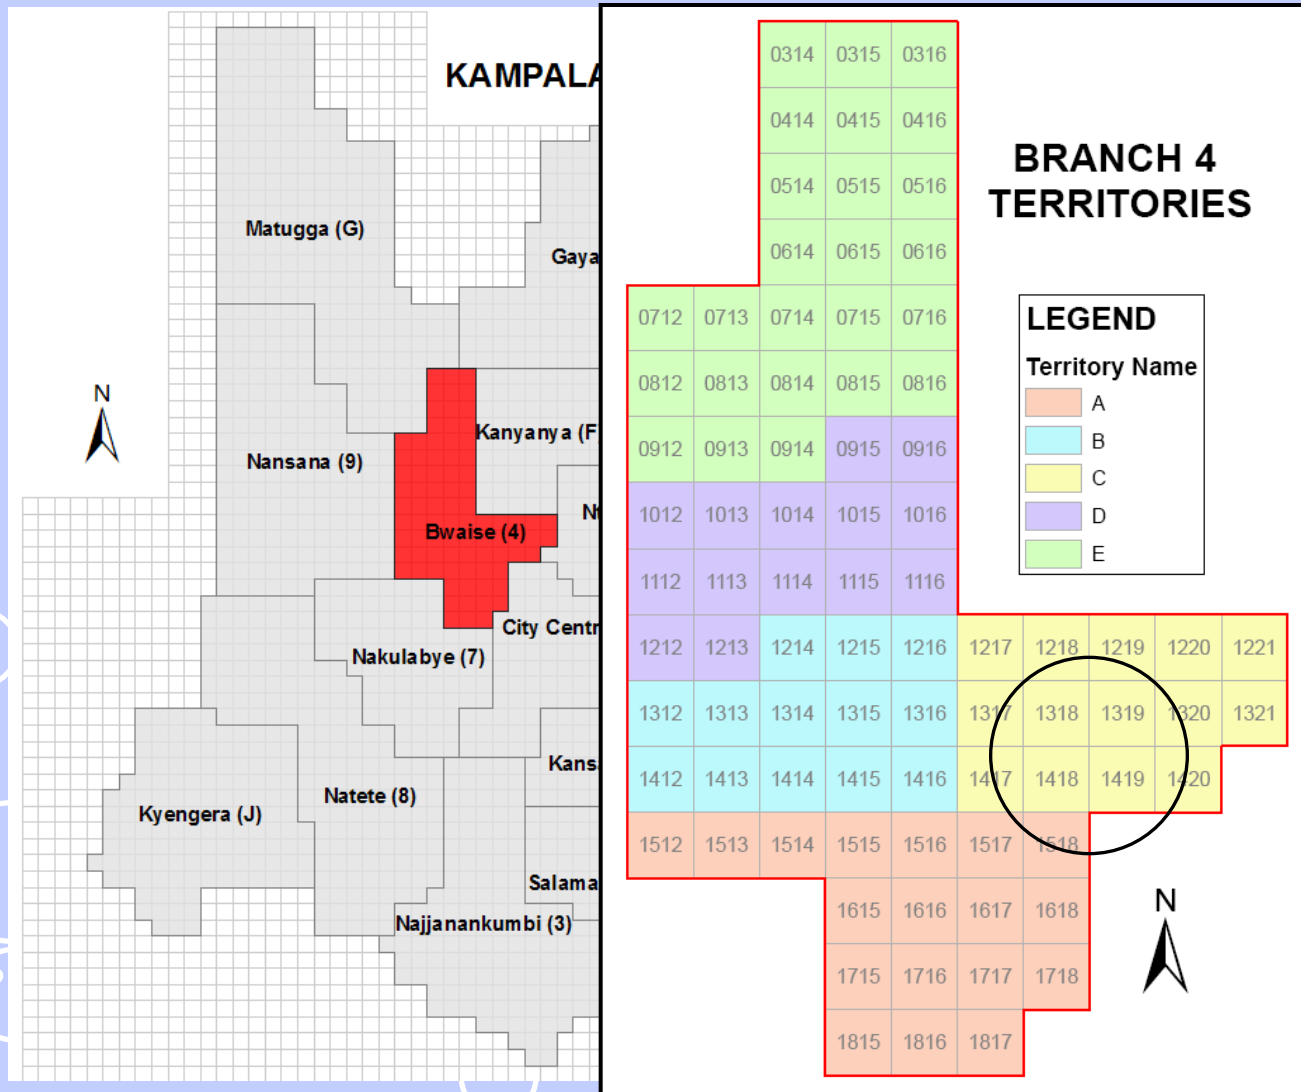 KAMPALA
Matugga (G)
Gaya
N
Kanyanya (F
Nansana (9)
Bwaise (4)
City Centr
Nakulabye (7)
Kans
Natete (8)
Kyengera (J)
Salama
Najjanankumbi (3)
BRANCH 4
TERRITORIES
LEGEND
Territory Name
A
B
C
D
E
0314 0315 0316
0414 0415 0416
0514 0515 0516
0614 0615 0616
0712 0713 0714 0715 0716
0812 0813 0814 0815 0816
0912 0913 0914 0915 0916
1012 1013 1014 1015 1016
1112 1113 1114 1115 1116
1212 1213 1214 1215 1216 1217 1218 1219 1220 1221
1312 1313 1314 1315 1316 1317 1318 1319 1320 1321
1412 1413 1414 1415 1416 1417 1418 1419 1420
1512 1513 1514 1515 1516 1517 1518
1615 1616 1617 1618
1715 1716 1717 1718
1815 1816 1817
N